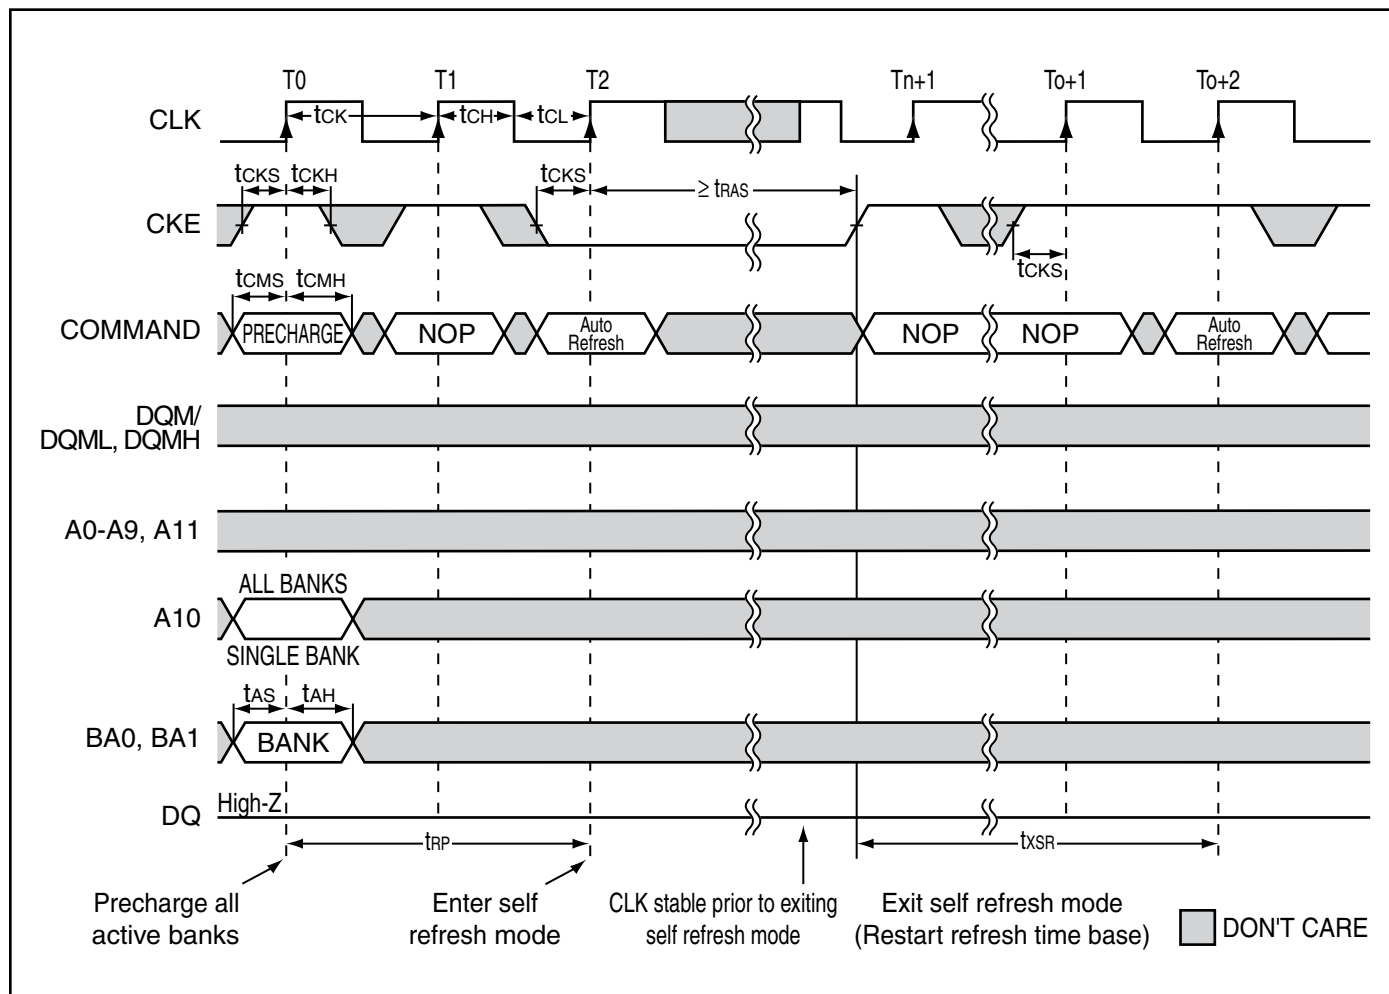 T0 T1 T2 Tn+1 To+1 To+2
CLK
tCK tCH tCL
tCKS tCKH tCKS ≥ tRAS
CKE
tCKS
tCMS tCMH
COMMAND PRECHARGE NOP Auto Refresh NOP NOP Auto Refresh
DQM/
DQML, DQMH
A0-A9, A11
ALL BANKS
A10
SINGLE BANK
tAS tAH
BA0, BA1 BANK
High-Z
DQ
tRP tXSR
Precharge all
active banks
Enter self
refresh mode
CLK stable prior to exiting
self refresh mode
Exit self refresh mode
(Restart refresh time base)
DON'T CARE